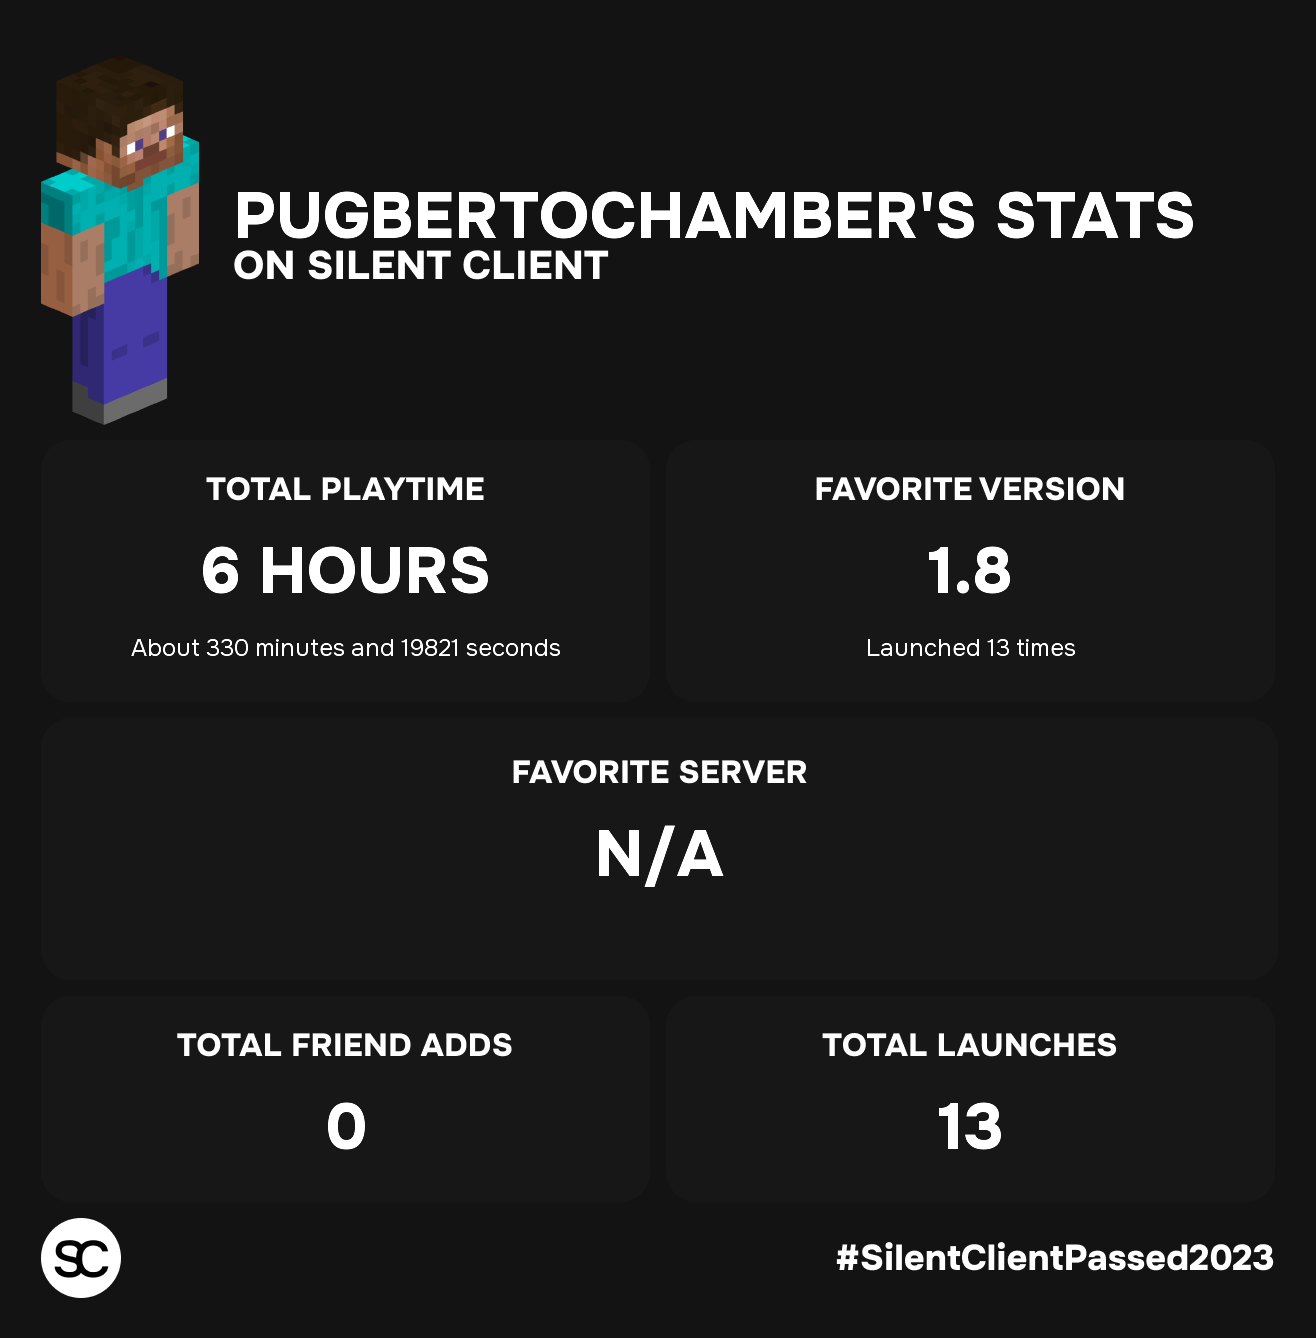 PUGBERTOCHAMBER'S STATS
ON SILENT CLIENT
TOTAL PLAYTIME
6 HOURS
About 330 minutes and 19821 seconds
FAVORITE VERSION
1.8
Launched 13 times
FAVORITE SERVER
N/A
TOTAL FRIEND ADDS
0
TOTAL LAUNCHES
13
SC
#SilentClientPassed2023